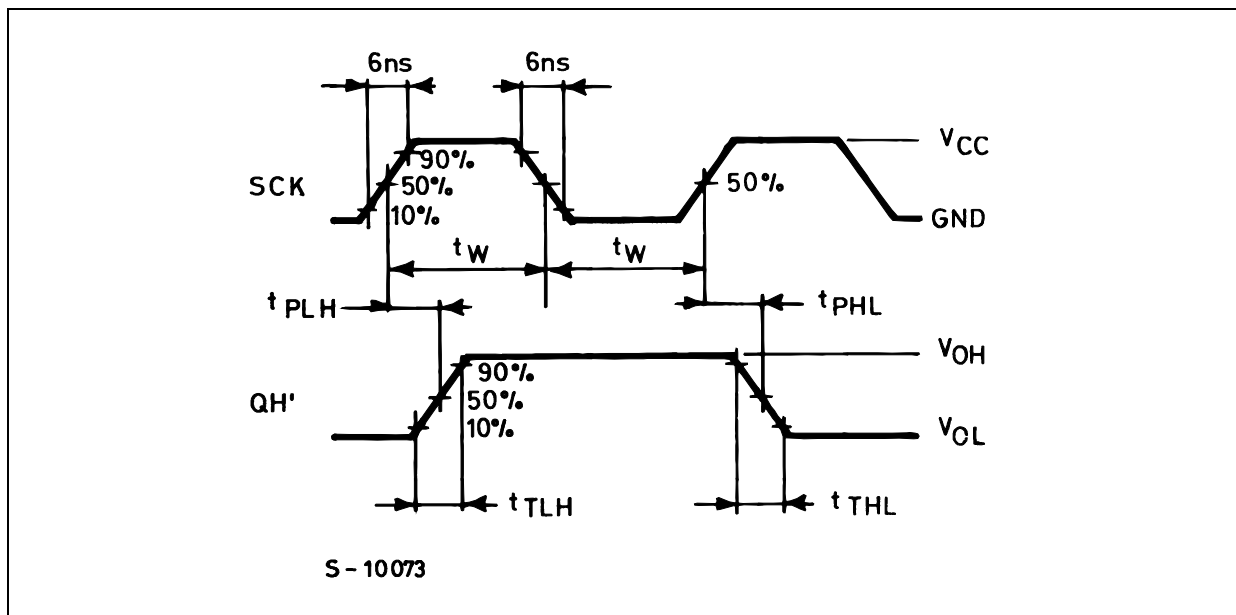 6ns 6ns
VCC
90%
SCK 50% 50%
10% GND
tW tW
tPLH tPHL
VOH
90%
QH' 50%
10% VOL
tTLH tTHL
S-10073